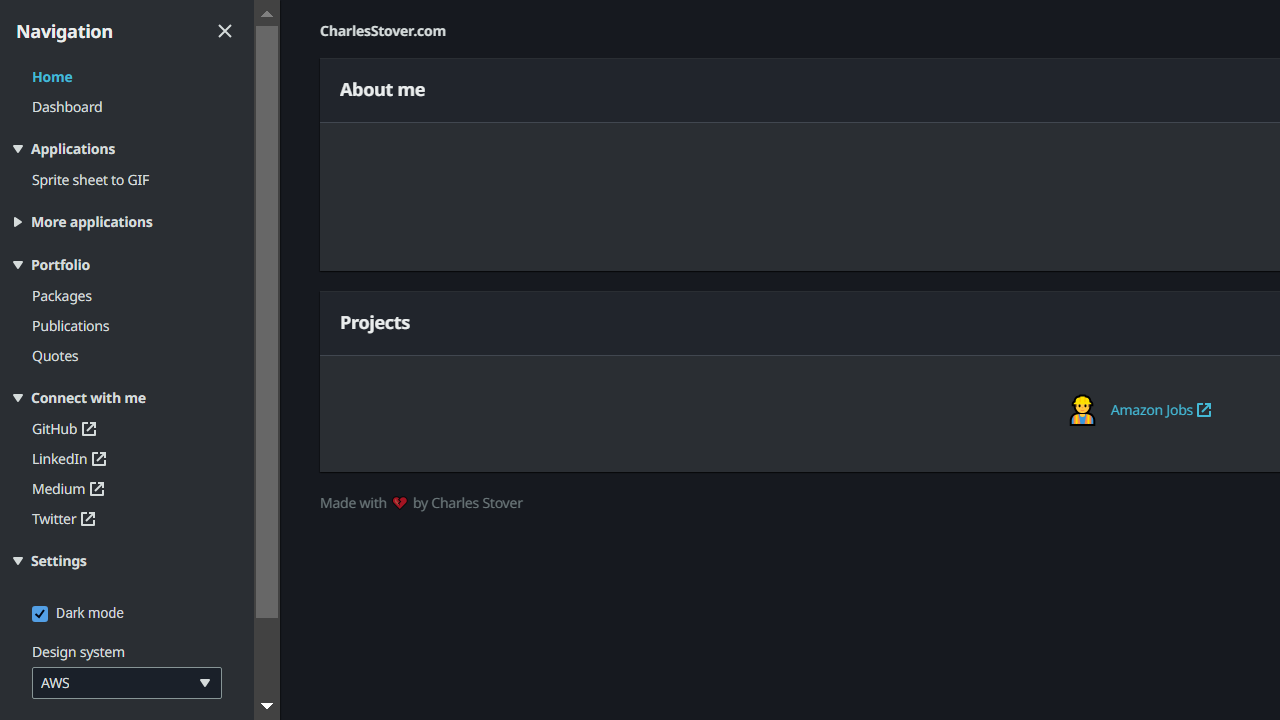 Navigation
Home
Dashboard
Applications
Sprite sheet to GIF
More applications
Portfolio
Packages
Publications
Quotes
Connect with me
GitHub
LinkedIn
Medium
Twitter
Settings
Dark mode
Design system
AWS
CharlesStover.com
About me
Projects
Amazon Jobs
Made with 💔 by Charles Stover